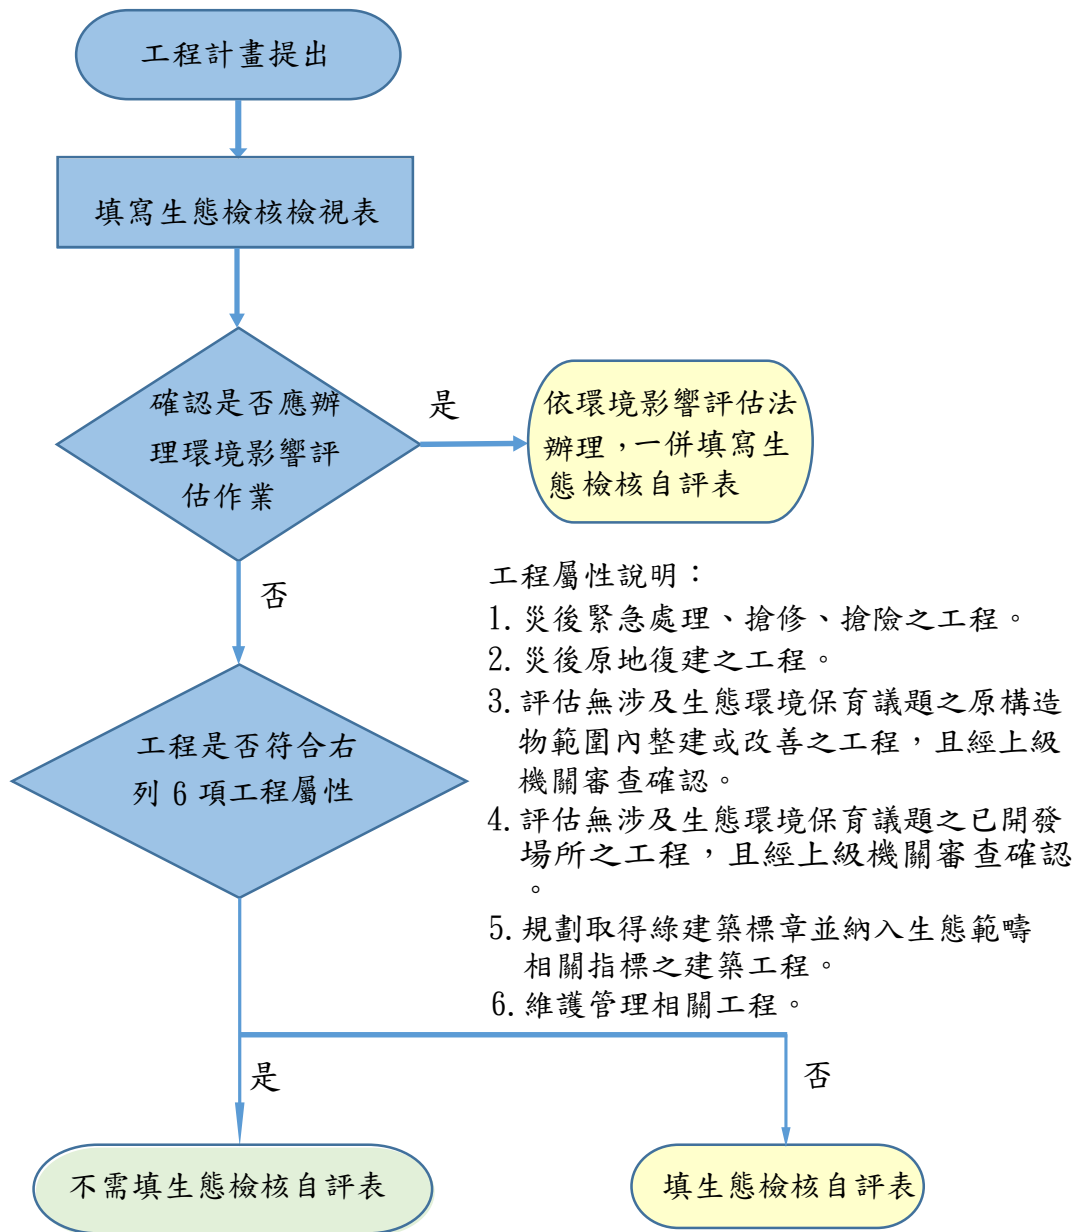 工程計畫提出
填寫生態檢核檢視表
確認是否應辦
理環境影響評
估作業
是
依環境影響評估法
辦理，一併填寫生
態檢核自評表
否
工程是否符合右
列 6 項工程屬性
工程屬性說明：
1. 災後緊急處理、搶修、搶險之工程。
2. 災後原地復建之工程。
3. 評估無涉及生態環境保育議題之原構造
物範圍內整建或改善之工程，且經上級
機關審查確認。
4. 評估無涉及生態環境保育議題之已開發
場所之工程，且經上級機關審查確認
。
5. 規劃取得綠建築標章並納入生態範疇
相關指標之建築工程。
6. 維護管理相關工程。
是
否
不需填生態檢核自評表
填生態檢核自評表